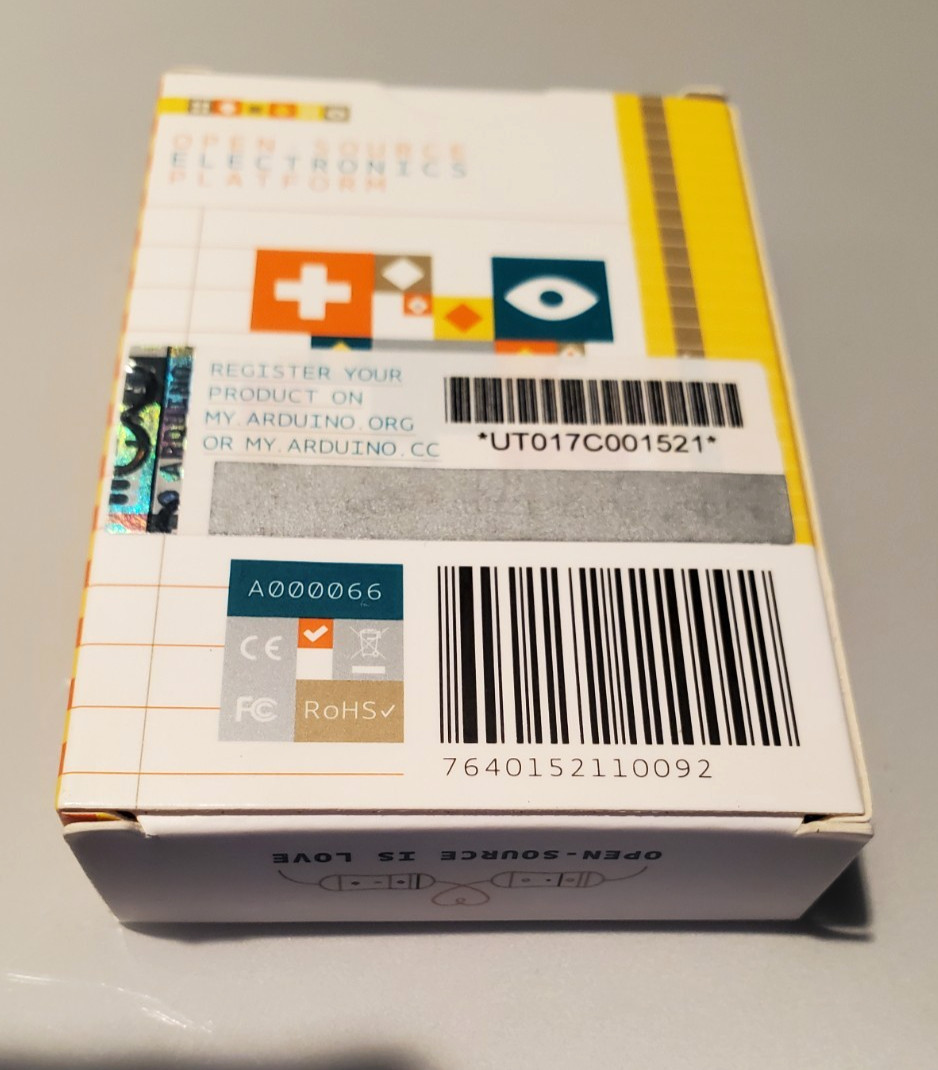 OPEN-SOURCE
ELECTRONICS
PLATFORM
REGISTER YOUR
PRODUCT ON
MY.ARDUINO.ORG
OR MY.ARDUINO.CC
*UT017C001521*
ARDUINO
A000066
CE
FC
RoHS✓
7640152110092
OPEN-SOURCE IS LOVE